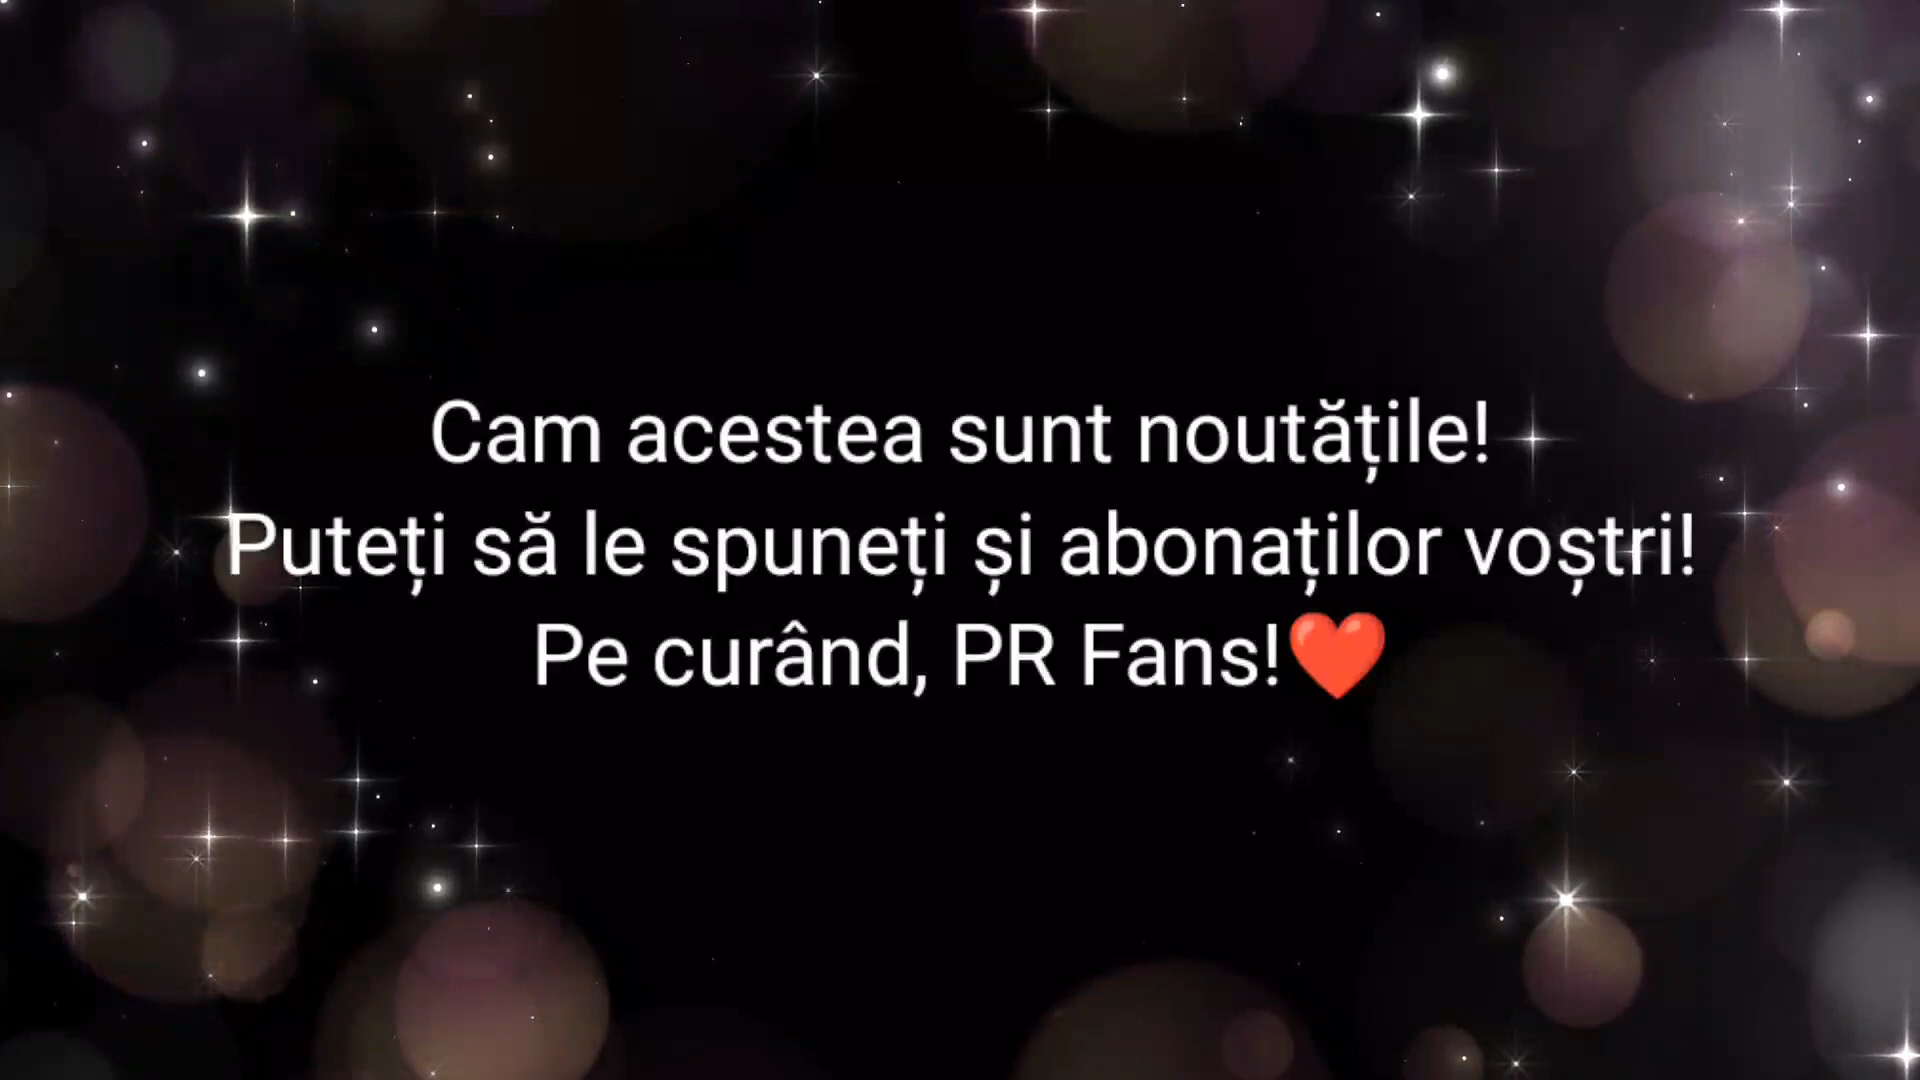 Cam acestea sunt noutățile!
Puteți să le spuneți și abonaților voștri!
Pe curând, PR Fans!❤️